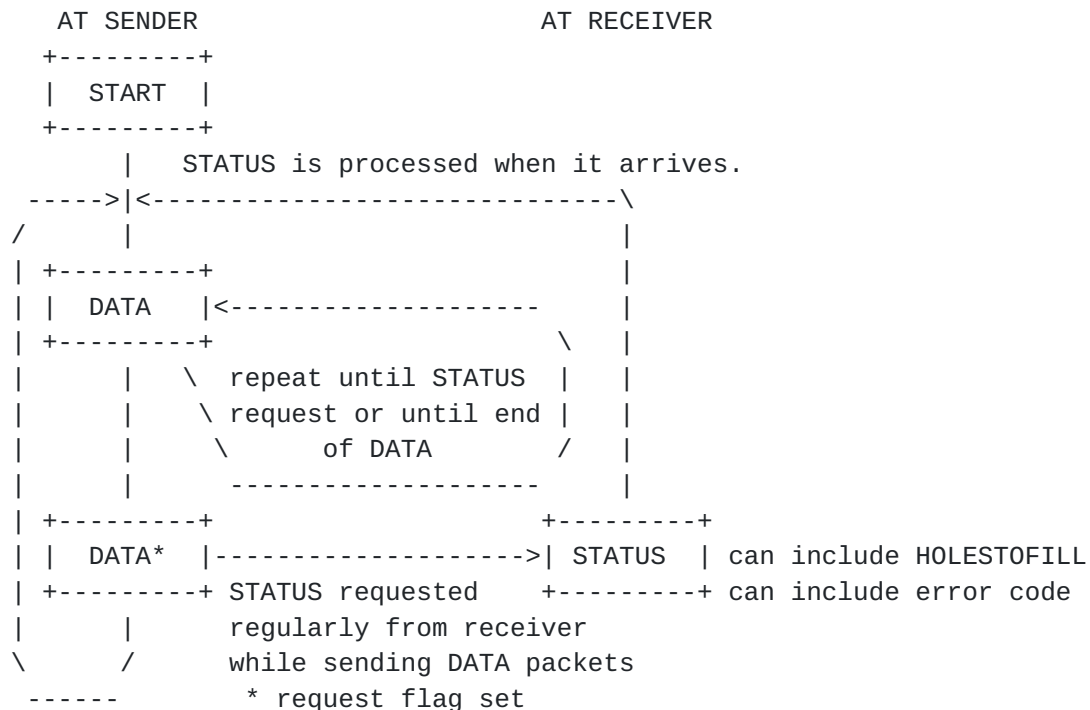 AT SENDER AT RECEIVER
START
STATUS is processed when it arrives.
DATA
repeat until STATUS
request or until end
of DATA
DATA* STATUS can include HOLESTOFILL
STATUS requested can include error code
regularly from receiver
while sending DATA packets
* request flag set